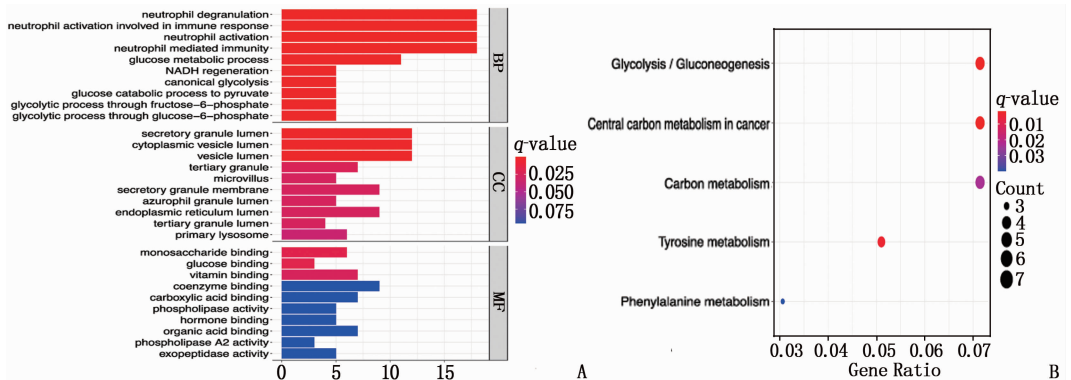 neutrophil degranulation
neutrophil activation involved in immune response
neutrophil activation
neutrophil mediated immunity
glucose metabolic process
NADH regeneration
canonical glycolysis
glucose catabolic process to pyruvate
glycolytic process through fructose-6-phosphate
glycolytic process through glucose-6-phosphate
BP
secretory granule lumen
cytoplasmic vesicle lumen
vesicle lumen
tertiary granule
microvillus
secretory granule membrane
azurophil granule lumen
endoplasmic reticulum lumen
tertiary granule lumen
primary lysosome
CC
monosaccharide binding
glucose binding
vitamin binding
coenzyme binding
carboxylic acid binding
phospholipase activity
hormone binding
organic acid binding
phospholipase A2 activity
exopeptidase activity
MF
0 5 10 15
q-value
0.025
0.050
0.075
A
Glycolysis / Gluconeogenesis
Central carbon metabolism in cancer
Carbon metabolism
Tyrosine metabolism
Phenylalanine metabolism
0.03 0.04 0.05 0.06 0.07
Gene Ratio
q-value
0.01
0.02
0.03
Count
3
4
5
6
7
B